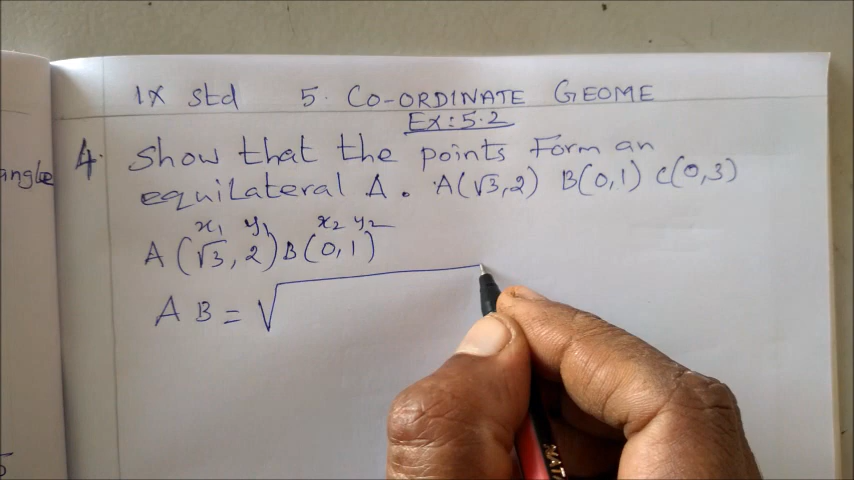 IX Std 5. CO-ORDINATE GEOME
Ex: 5.2
angle
4. Show that the points Form an
equilateral Δ. A(√3, 2) B(0, 1) C(0, 3)
x₁ y₁ x₂ y₂
A (√3, 2) B (0, 1)
AB = √
5